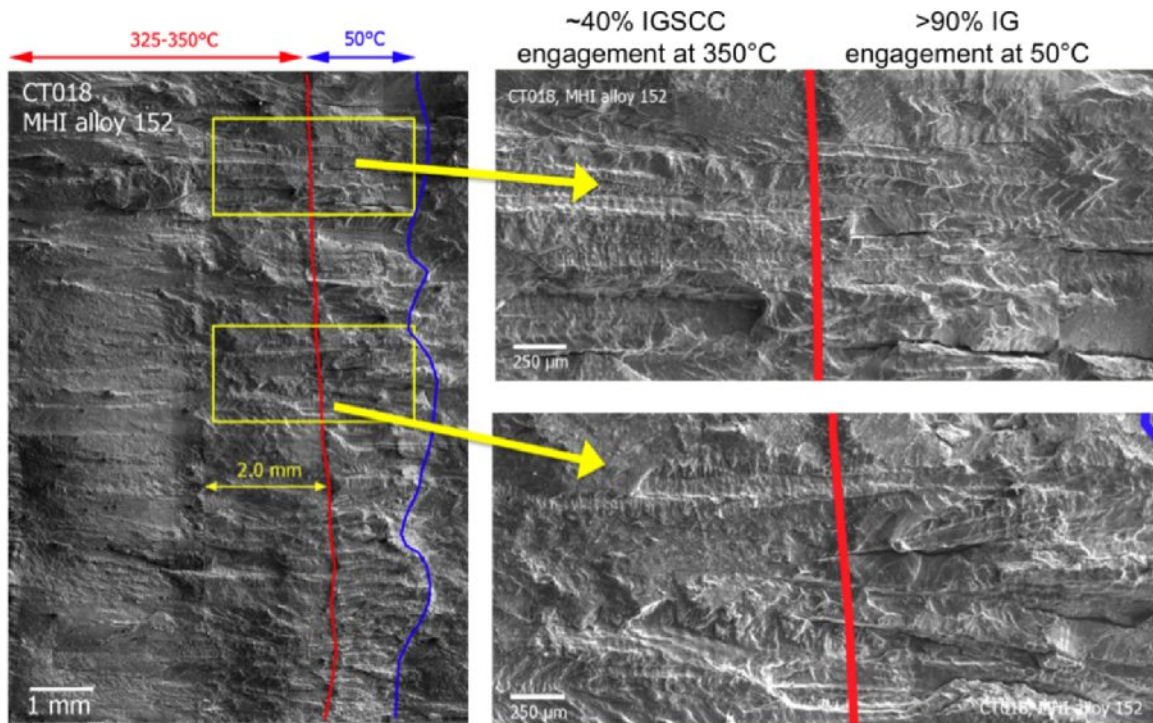 325-350°C
50°C
CT018
MHI alloy 152
2.0 mm
1 mm
~40% IGSCC
engagement at 350°C
>90% IG
engagement at 50°C
CT018, MHI alloy 152
250 µm
250 µm
CT018, MHI alloy 152